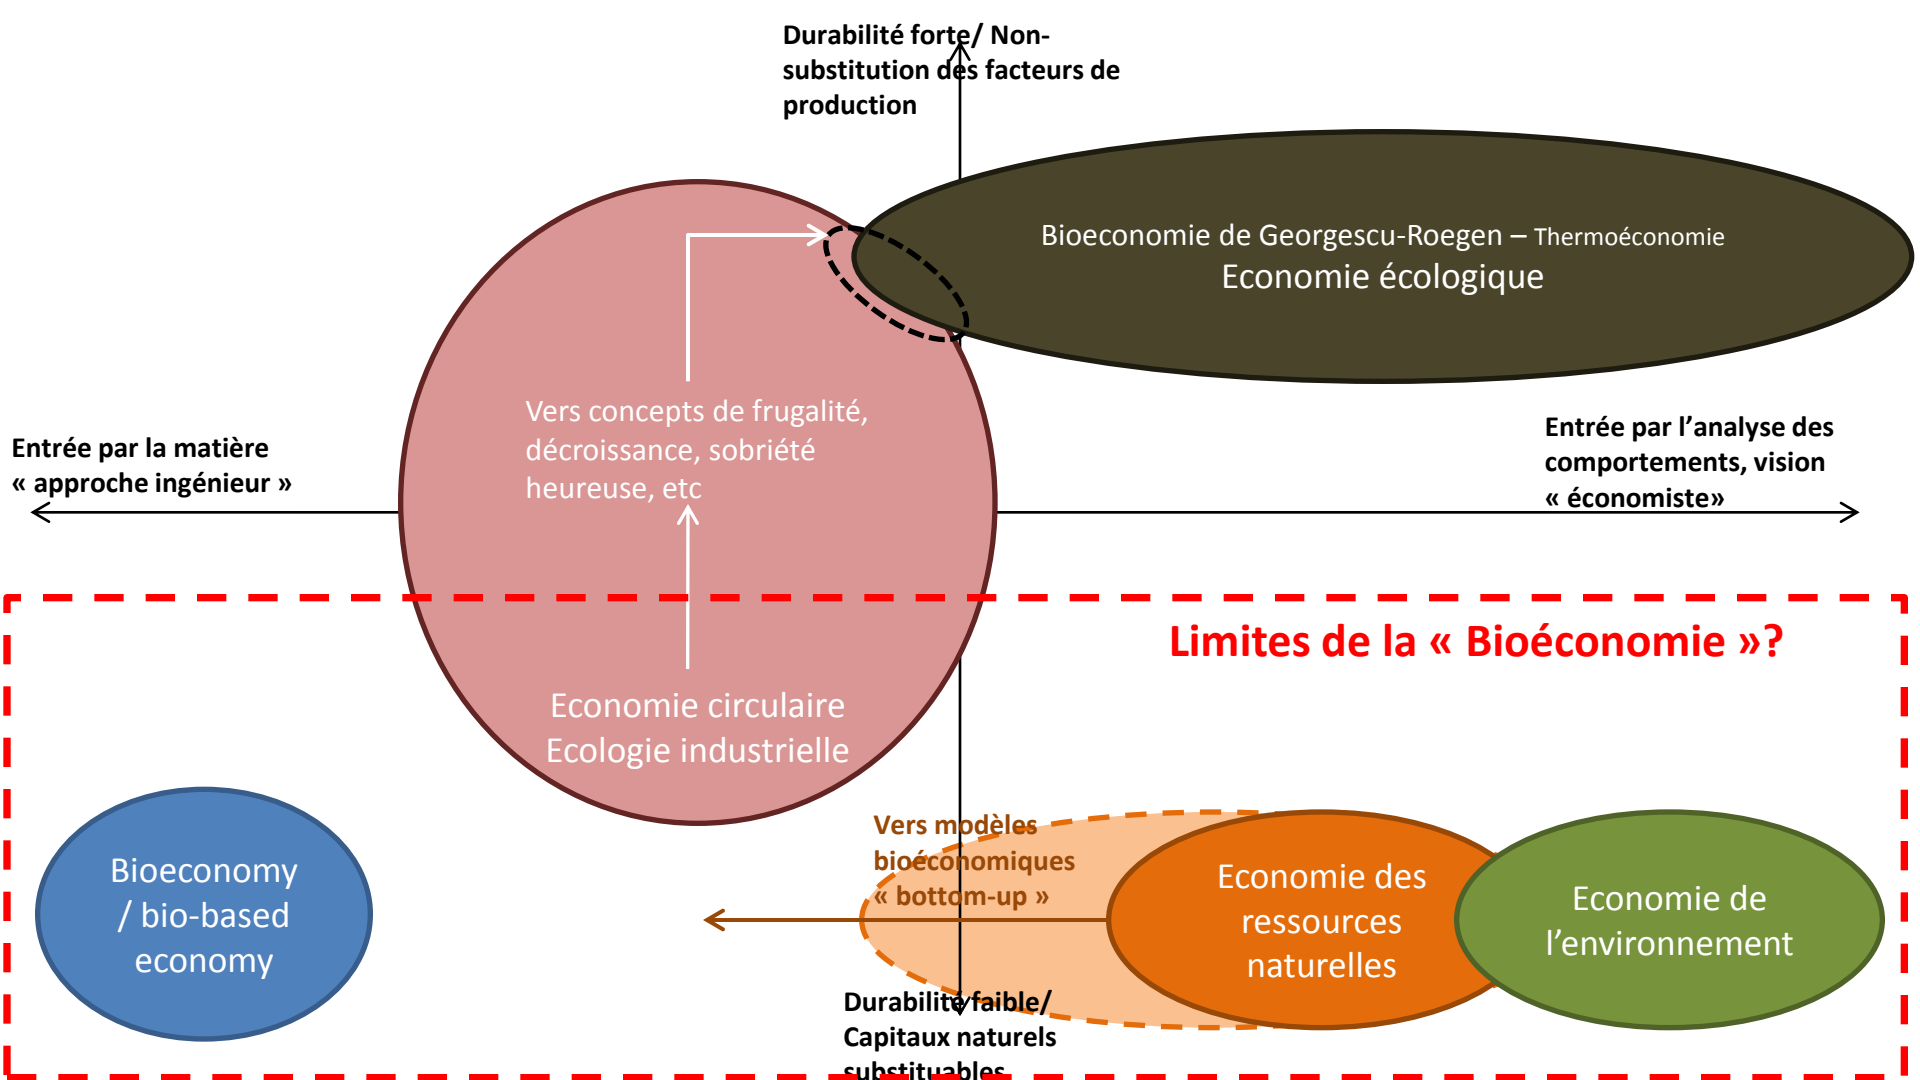 Durabilité forte/ Non-
substitution des facteurs de
production
Bioeconomie de Georgescu-Roegen – Thermoéconomie
Economie écologique
Vers concepts de frugalité,
décroissance, sobriété
heureuse, etc
Entrée par la matière
« approche ingénieur »
Entrée par l’analyse des
comportements, vision
« économiste»
Limites de la « Bioéconomie »?
Economie circulaire
Ecologie industrielle
Bioeconomy
/ bio-based
economy
Vers modèles
bioéconomiques
« bottom-up »
Economie des
ressources
naturelles
Economie de
l’environnement
Durabilité faible/
Capitaux naturels
substituables